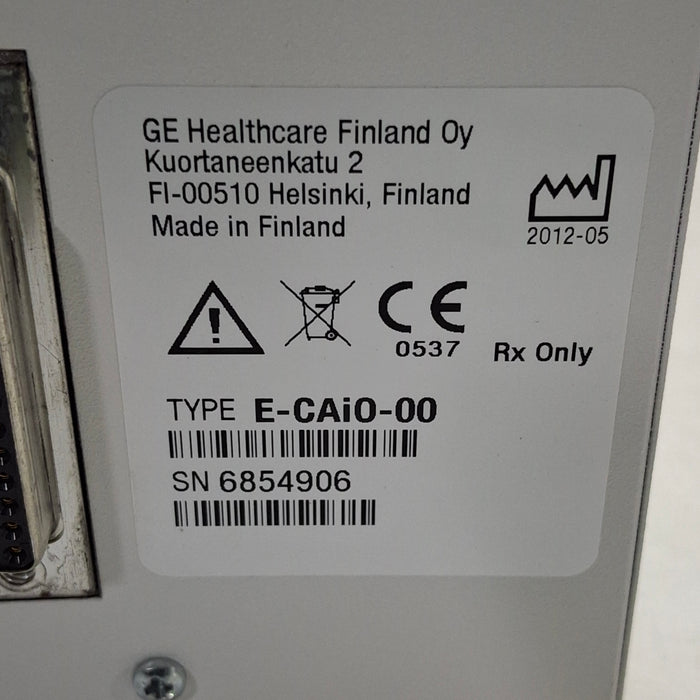 GE Healthcare Finland Oy
Kuortaneenkatu 2
FI-00510 Helsinki, Finland
Made in Finland
2012-05
CE
0537
Rx Only
TYPE E-CAiO-00
SN 6854906